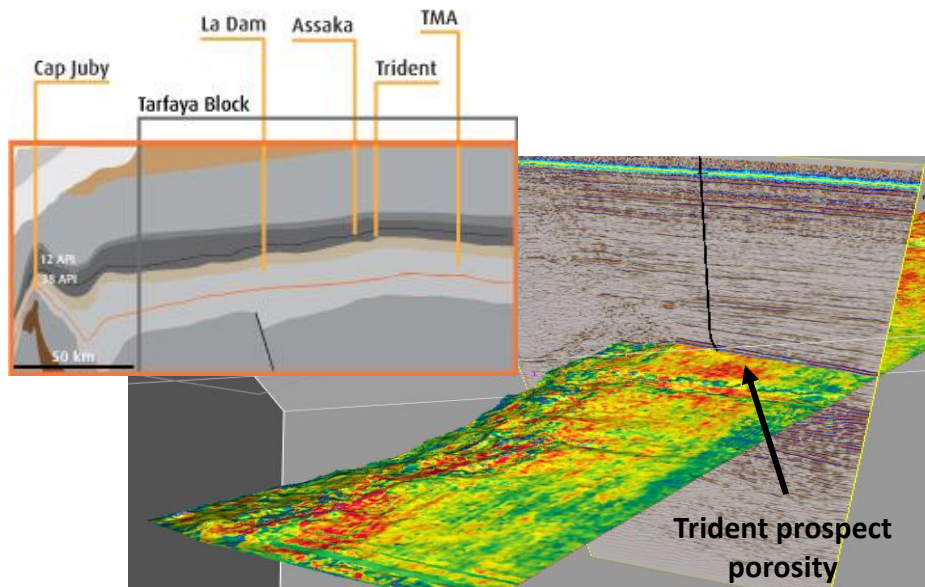 TMA
La Dam
Assaka
Cap Juby
Trident
Tarfaya Block
12 API
38 API
50 km
Trident prospect
porosity